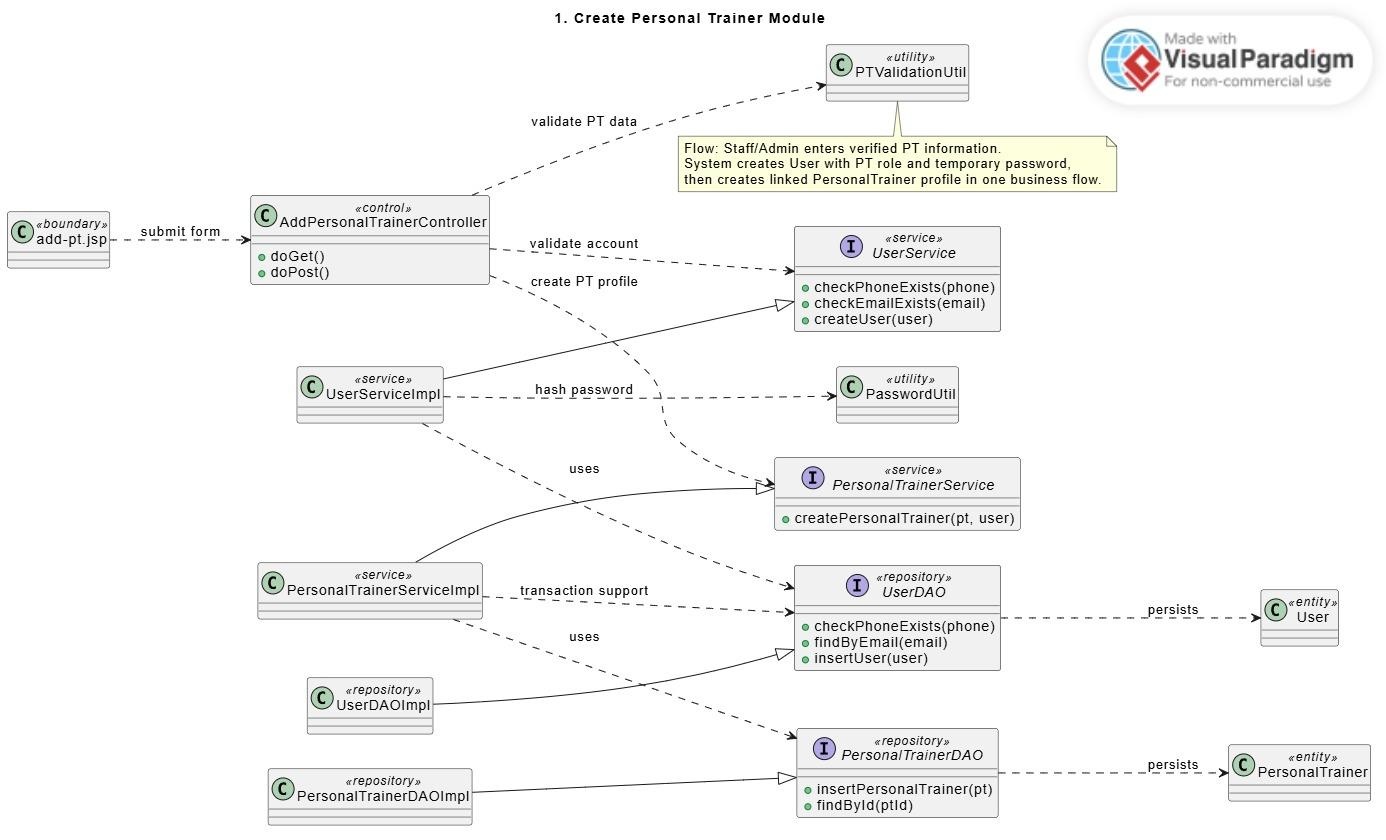 1. Create Personal Trainer Module
Made with
Visual Paradigm
For non-commercial use
C
«utility»
PTValidationUtil
validate PT data
Flow: Staff/Admin enters verified PT information.
System creates User with PT role and temporary password,
then creates linked PersonalTrainer profile in one business flow.
C
«boundary»
add-pt.jsp
submit form
C
«control»
AddPersonalTrainerController
doGet()
doPost()
validate account
create PT profile
I
«service»
UserService
checkPhoneExists(phone)
checkEmailExists(email)
createUser(user)
C
«service»
UserServiceImpl
hash password
C
«utility»
PasswordUtil
uses
I
«service»
PersonalTrainerService
createPersonalTrainer(pt, user)
C
«service»
PersonalTrainerServiceImpl
transaction support
uses
I
«repository»
UserDAO
checkPhoneExists(phone)
findByEmail(email)
insertUser(user)
persists
C
«entity»
User
C
«repository»
UserDAOImpl
C
«repository»
PersonalTrainerDAOImpl
I
«repository»
PersonalTrainerDAO
insertPersonalTrainer(pt)
findById(ptId)
persists
C
«entity»
PersonalTrainer